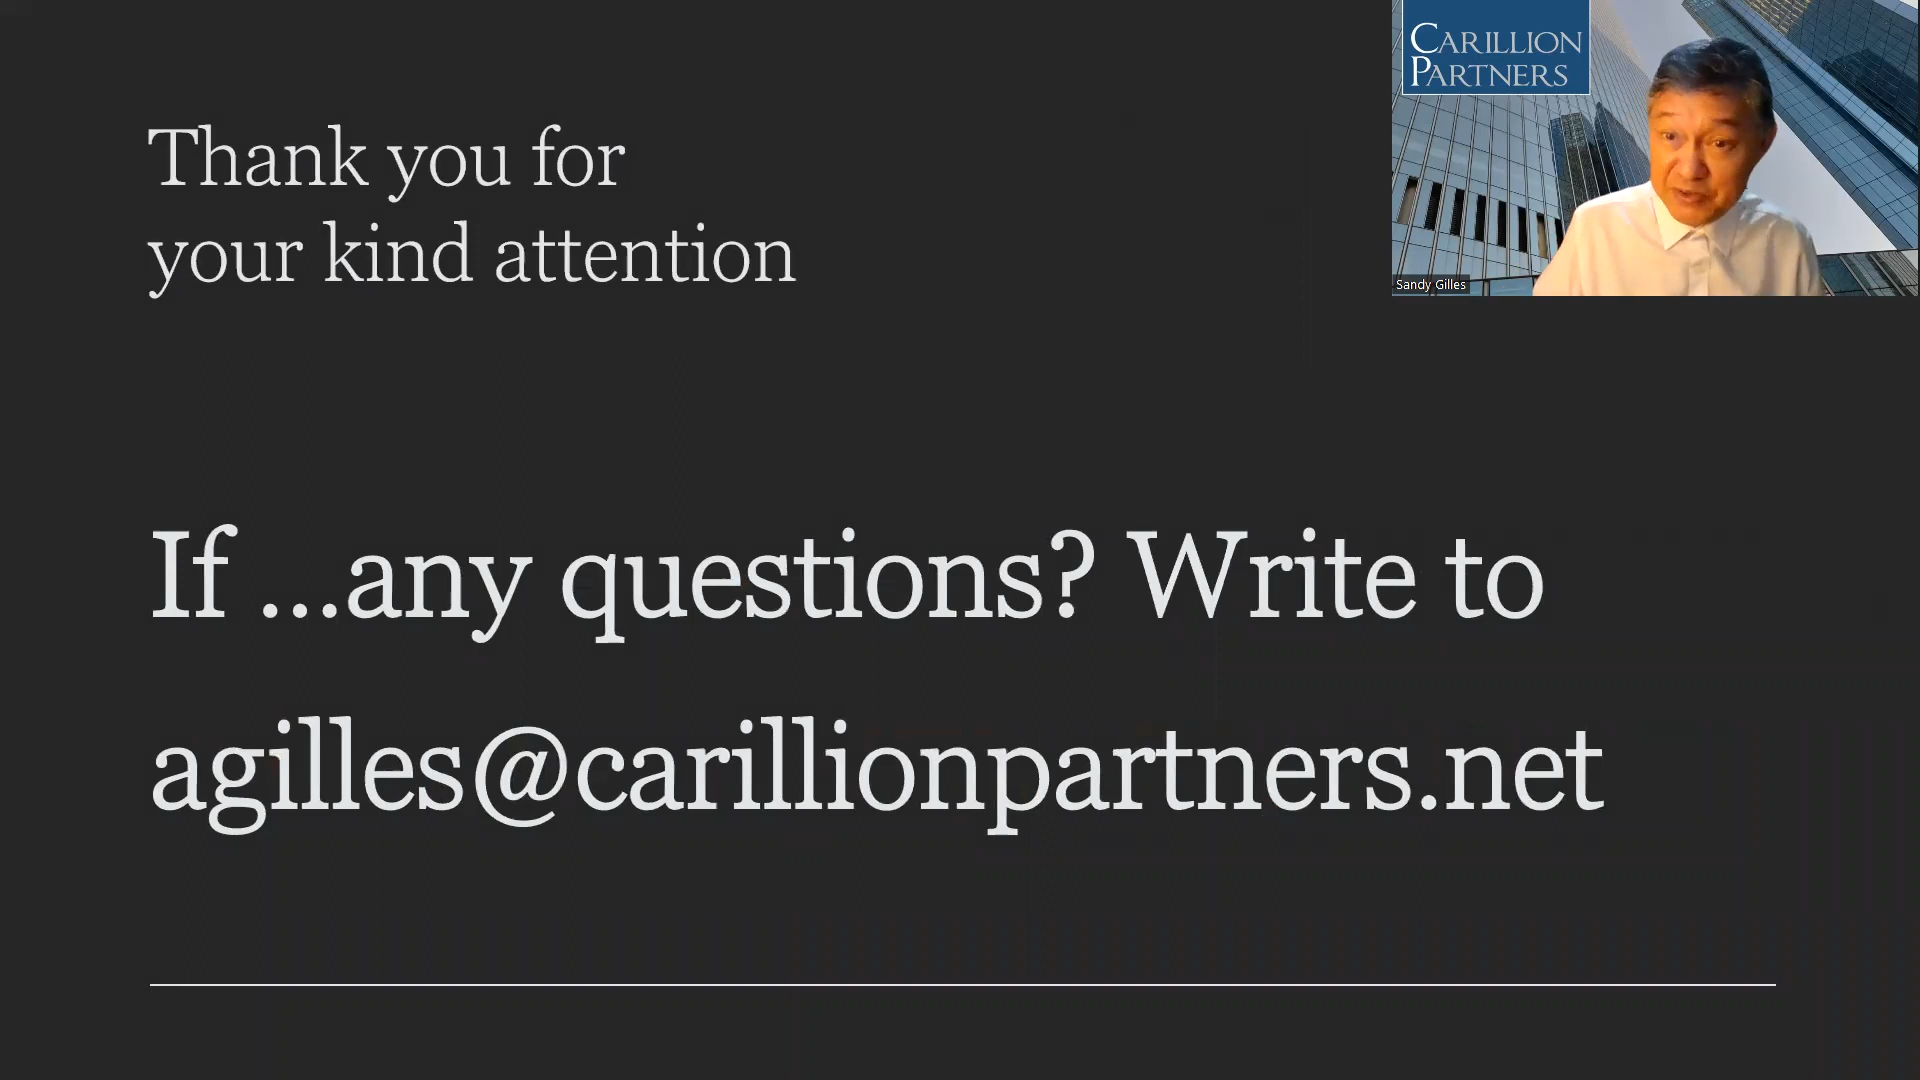 Thank you for
your kind attention
CARILLION
PARTNERS
Sandy Gilles
If ...any questions? Write to
agilles@carillionpartners.net